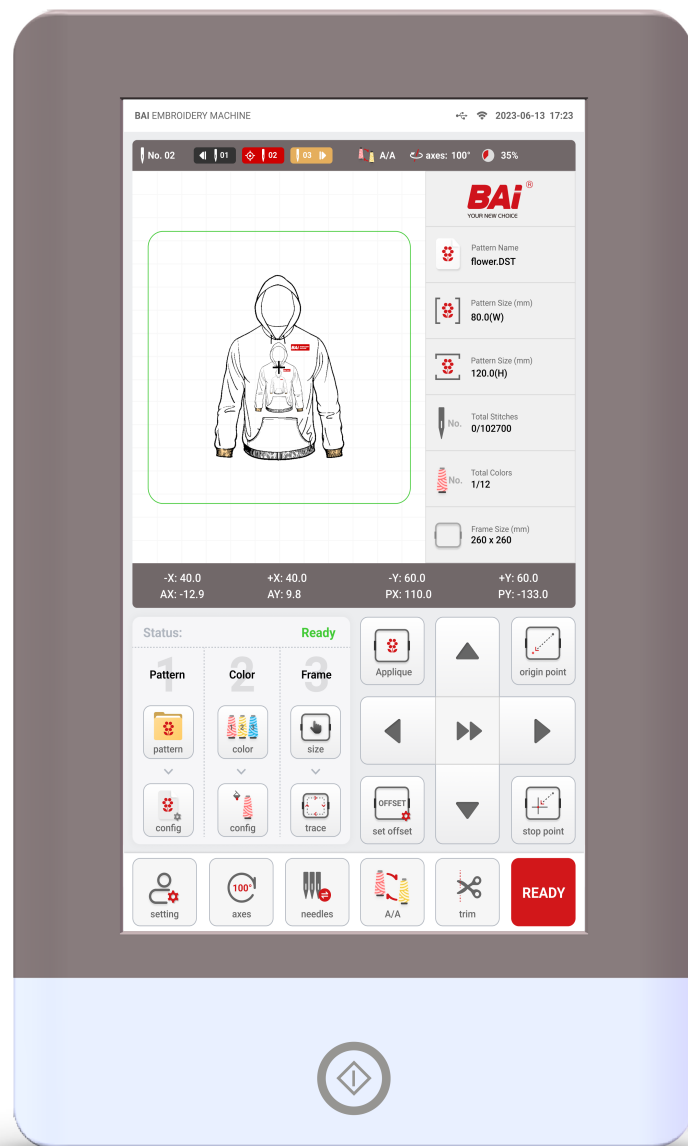 BAI EMBROIDERY MACHINE
2023-06-13 17:23
No. 02
01
02
03
A/A
axes: 100°
35%
BAi®
YOUR NEW CHOICE
Pattern Name
flower.DST
Pattern Size (mm)
80.0(W)
Pattern Size (mm)
120.0(H)
No.
Total Stitches
0/102700
No.
Total Colors
1/12
Frame Size (mm)
260 x 260
BAi
-X: 40.0 +X: 40.0 -Y: 60.0 +Y: 60.0
AX: -12.9 AY: 9.8 PX: 110.0 PY: -133.0
Status: Ready
1 2 3
Pattern Color Frame
1 2 3
pattern color size
config config trace
Applique
origin point
OFFSET
set offset
stop point
setting
100°
axes
needles
A/A
trim
READY